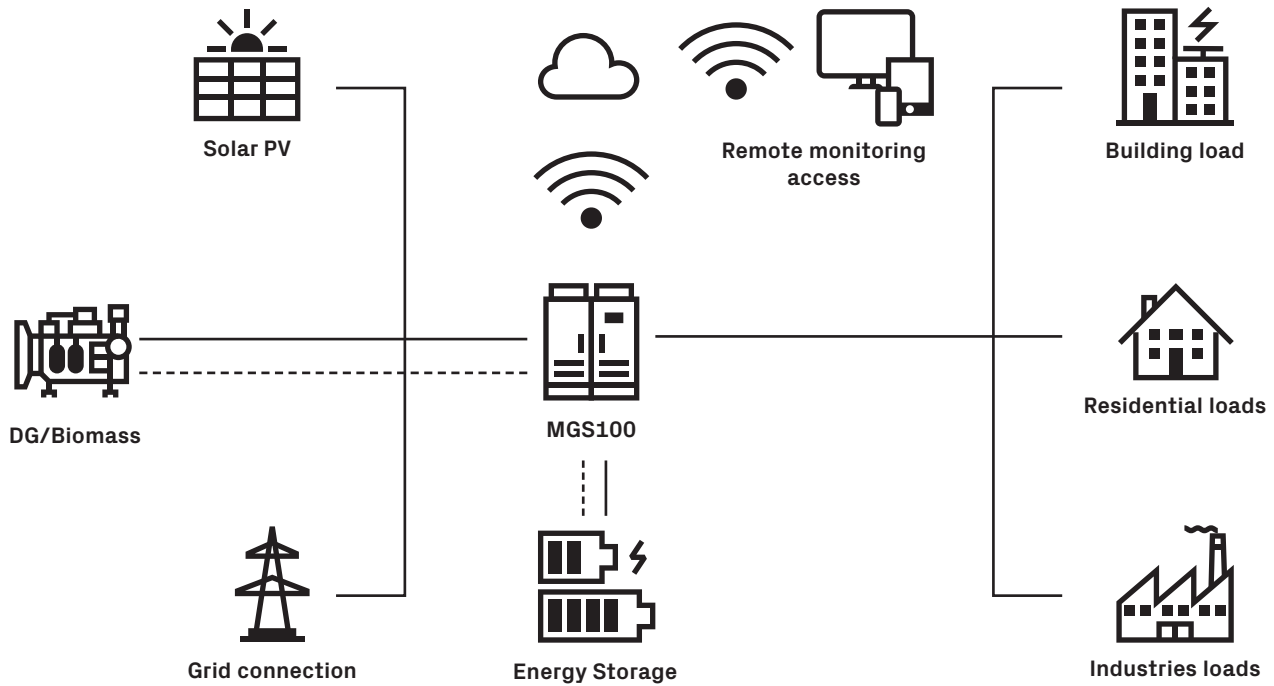 Solar PV
Remote monitoring
access
Building load
DG/Biomass
MGS100
Residential loads
Grid connection
Energy Storage
Industries loads